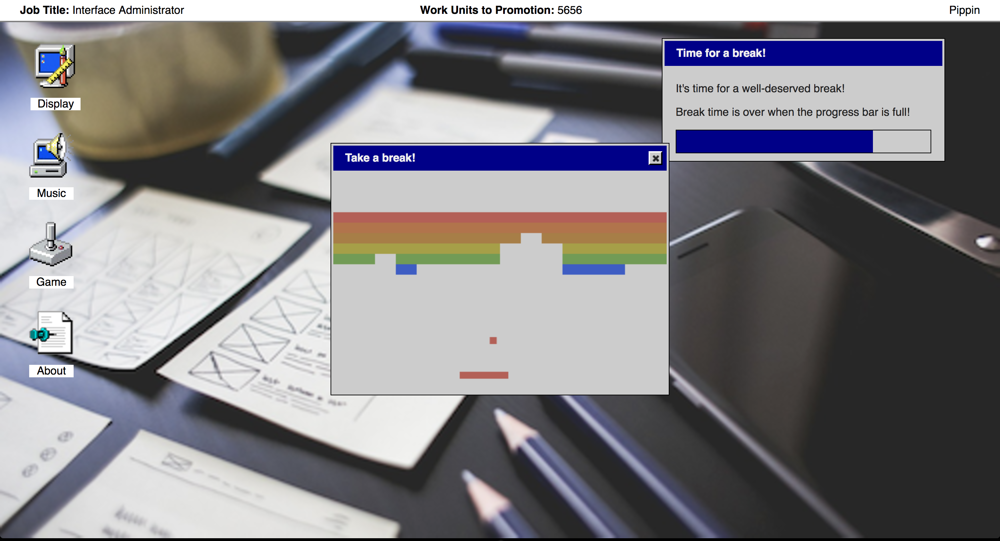 Job Title: Interface Administrator
Work Units to Promotion: 5656
Pippin
Time for a break!
It's time for a well-deserved break!
Break time is over when the progress bar is full!
Take a break!
Display
Music
Game
About